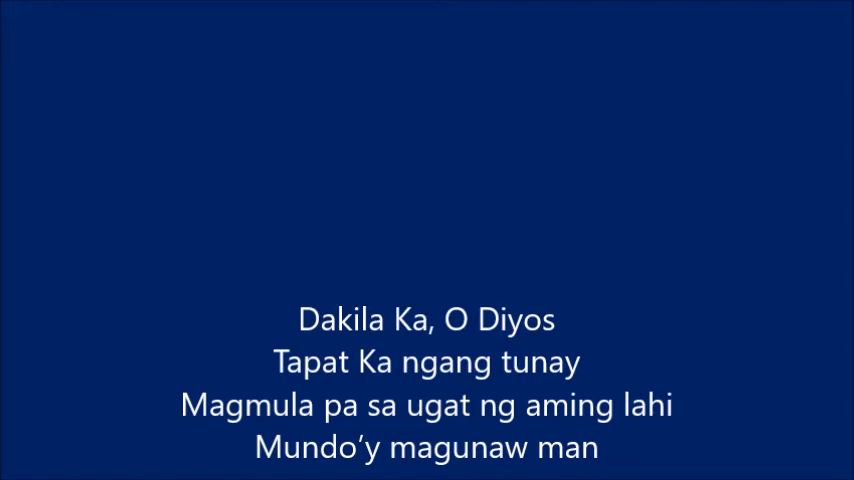 Dakila Ka, O Diyos
Tapat Ka ngang tunay
Magmula pa sa ugat ng aming lahi
Mundo’y magunaw man